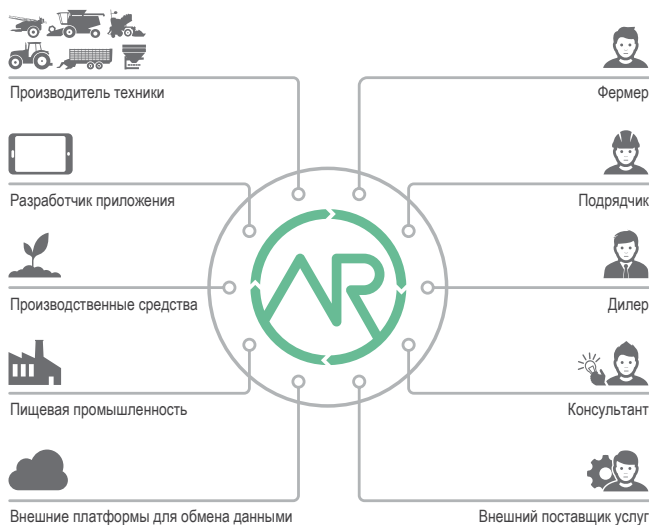 Производитель техники
Фермер
Разработчик приложения
Подрядчик
AR
Производственные средства
Дилер
Пищевая промышленность
Консультант
Внешние платформы для обмена данными
Внешний поставщик услуг